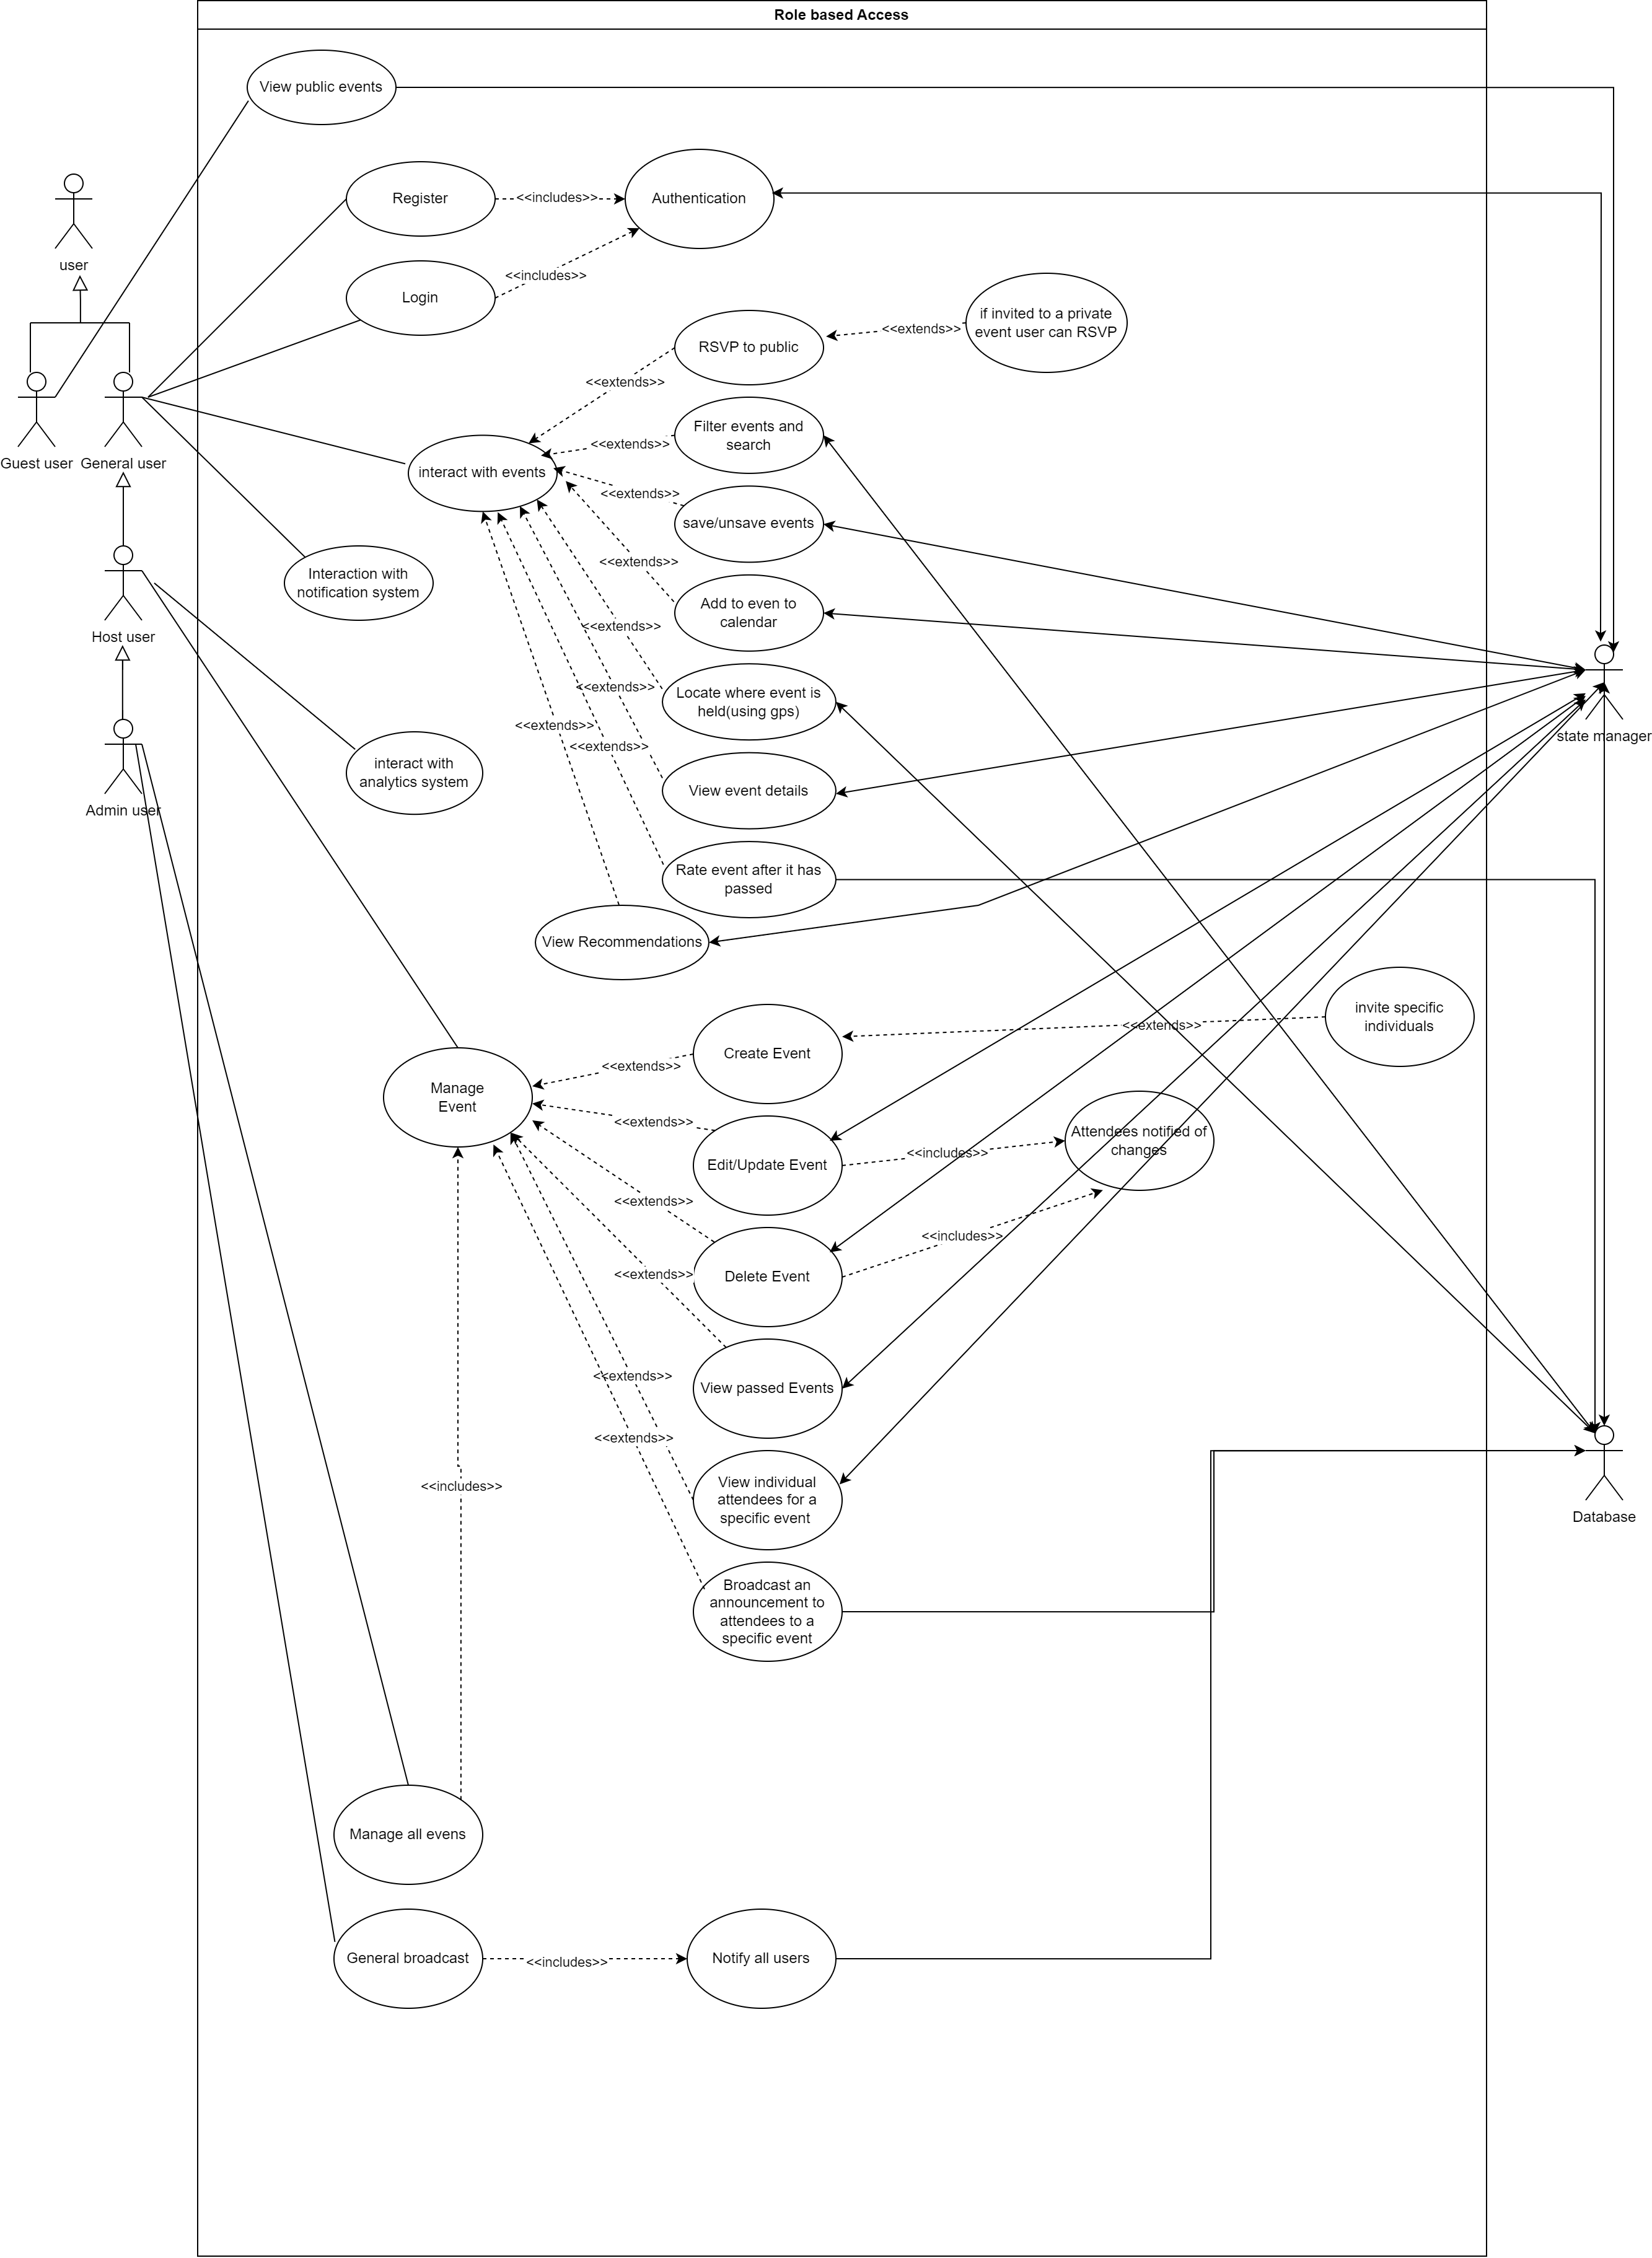 Role based Access
View public events
Register
<<includes>>
Authentication
user
Login
<<includes>>
if invited to a private
event user can RSVP
<<extends>>
RSVP to public
<<extends>>
Filter events and
search
<<extends>>
Guest user
General user
interact with events
<<extends>>
save/unsave events
<<extends>>
Interaction with
notification system
Add to even to
calendar
<<extends>>
Host user
<<extends>>
Locate where event is
held(using gps)
<<extends>>
<<extends>>
state manager
interact with
analytics system
View event details
Admin user
Rate event after it has
passed
View Recommendations
invite specific
individuals
<<extends>>
Create Event
<<extends>>
Manage
Event
<<extends>>
Attendees notified of
changes
<<includes>>
Edit/Update Event
<<extends>>
<<includes>>
<<extends>>
Delete Event
<<extends>>
View passed Events
<<extends>>
<<includes>>
View individual
attendees for a
specific event
Database
Broadcast an
announcement to
attendees to a
specific event
Manage all evens
General broadcast
<<includes>>
Notify all users